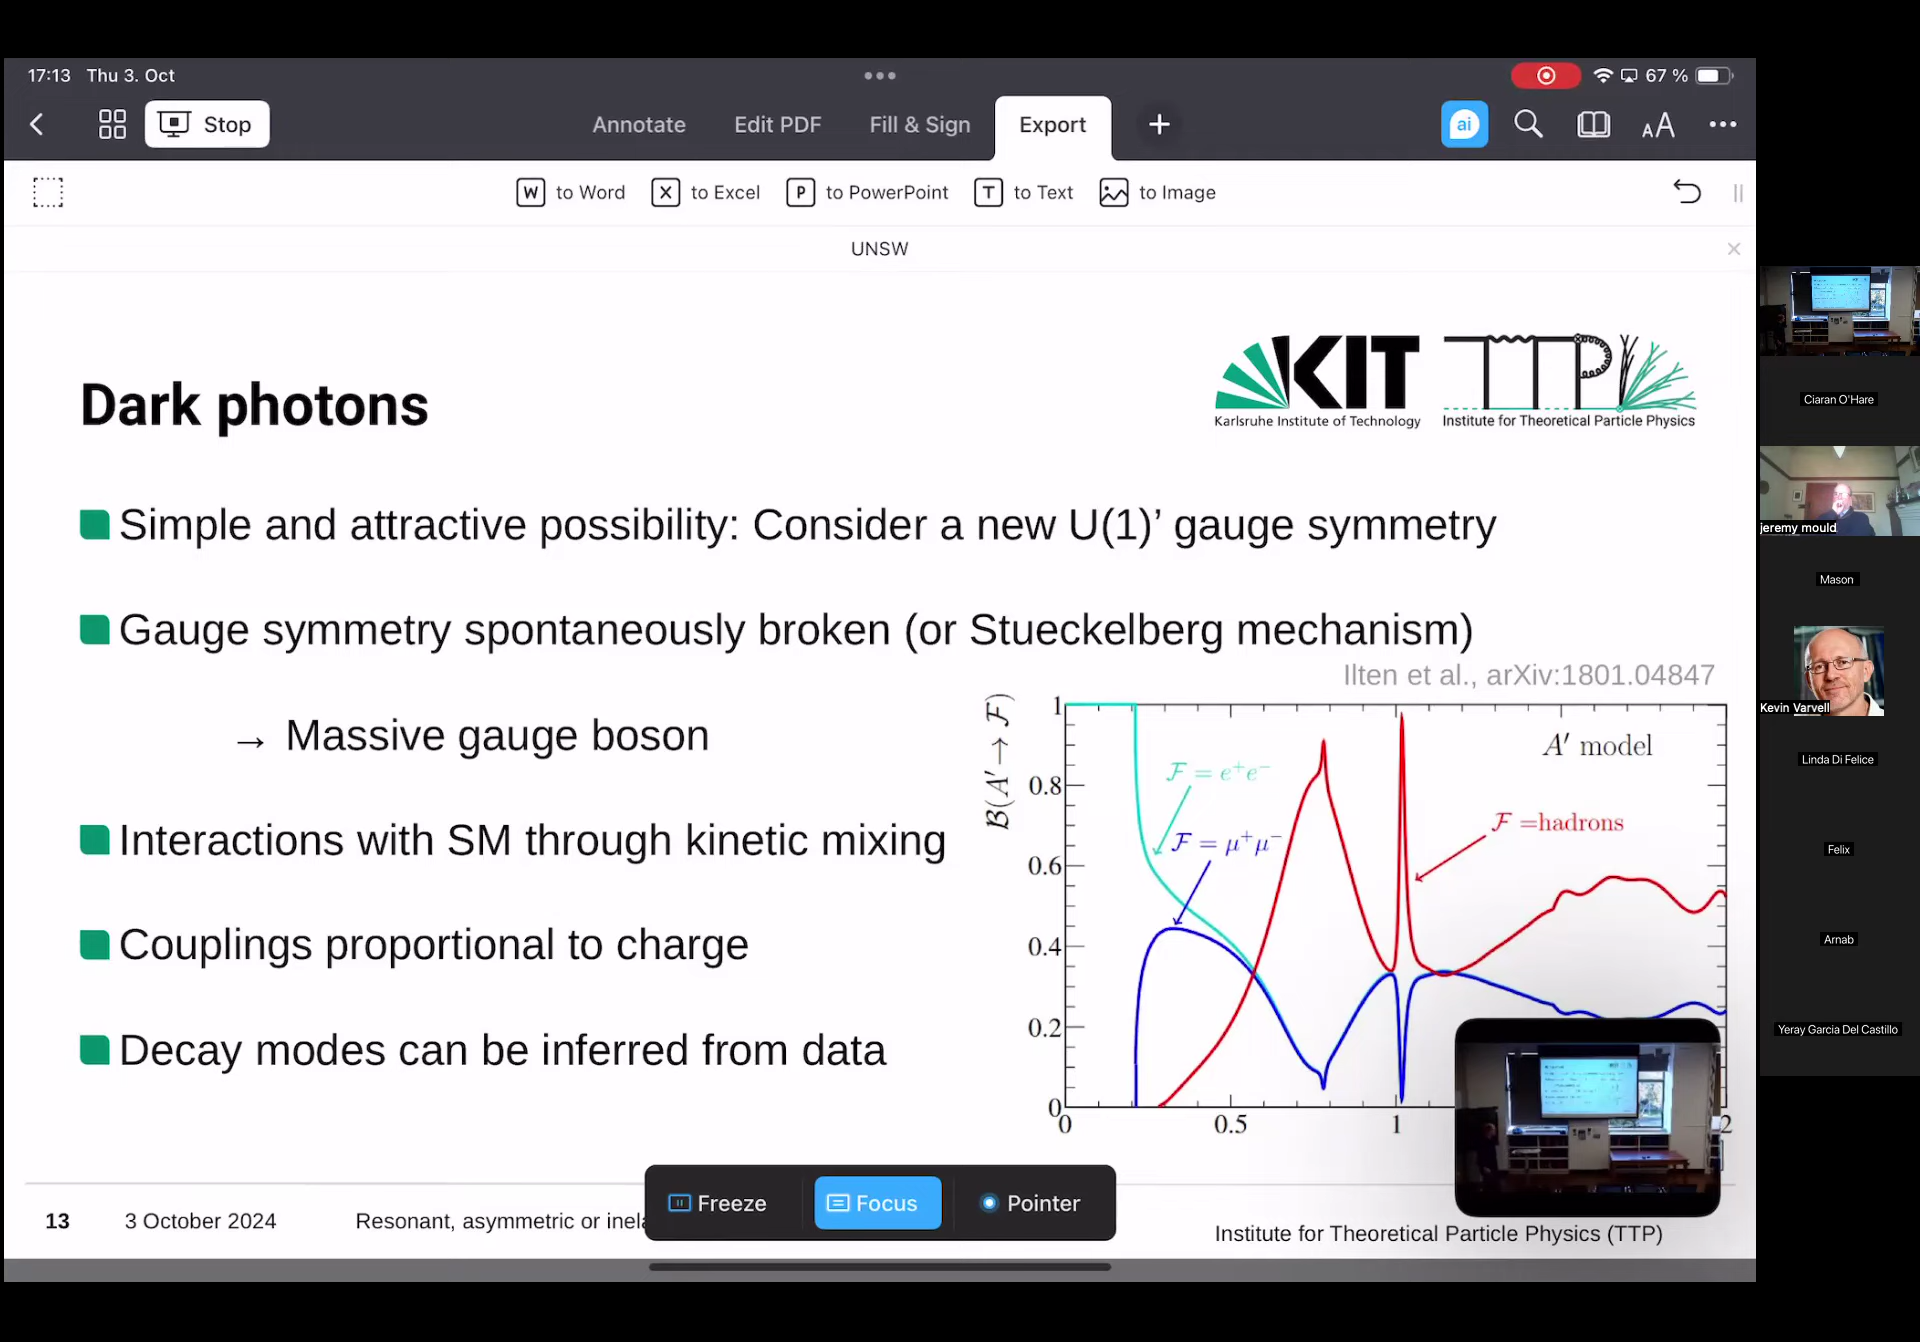 17:13 Thu 3. Oct
67 %
Stop
Annotate Edit PDF Fill & Sign Export +
ai
AA
W to Word X to Excel P to PowerPoint T to Text to Image
UNSW
KIT
Karlsruhe Institute of Technology
TTP
Institute for Theoretical Particle Physics
Dark photons
Simple and attractive possibility: Consider a new U(1)’ gauge symmetry
Gauge symmetry spontaneously broken (or Stueckelberg mechanism)
→ Massive gauge boson
Interactions with SM through kinetic mixing
Couplings proportional to charge
Decay modes can be inferred from data
Ilten et al., arXiv:1801.04847
B(A′ → F)
1
0.8
0.6
0.4
0.2
0
0 0.5 1 2
A′ model
F = e⁺e⁻
F = μ⁺μ⁻
F =hadrons
Freeze Focus Pointer
13 3 October 2024 Resonant, asymmetric or
Institute for Theoretical Particle Physics (TTP)
Ciaran O'Hare
jeremy mould
Mason
Kevin Varvell
Linda Di Felice
Felix
Arnab
Yeray Garcia Del Castillo